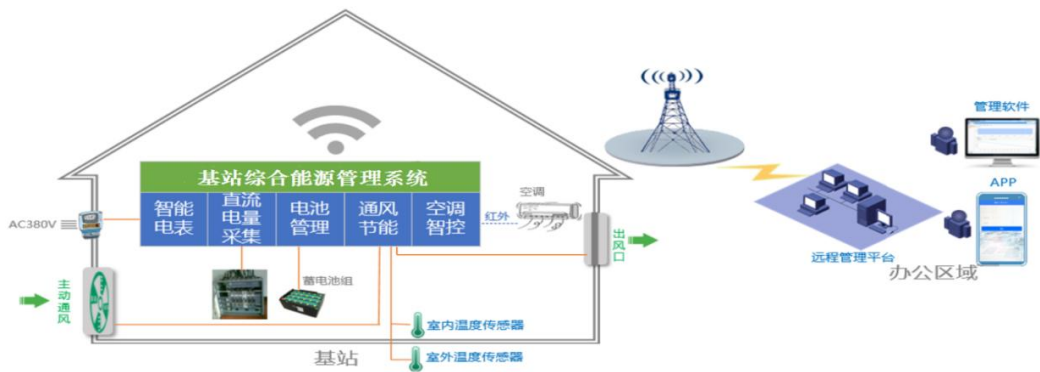 管理软件
基站综合能源管理系统
智能
电表
直流
电量
采集
电池
管理
通风
节能
空调
智控
空调
红外
AC380V
APP
出风口
远程管理平台
办公区域
蓄电池组
主动通风
室内温度传感器
基站
室外温度传感器